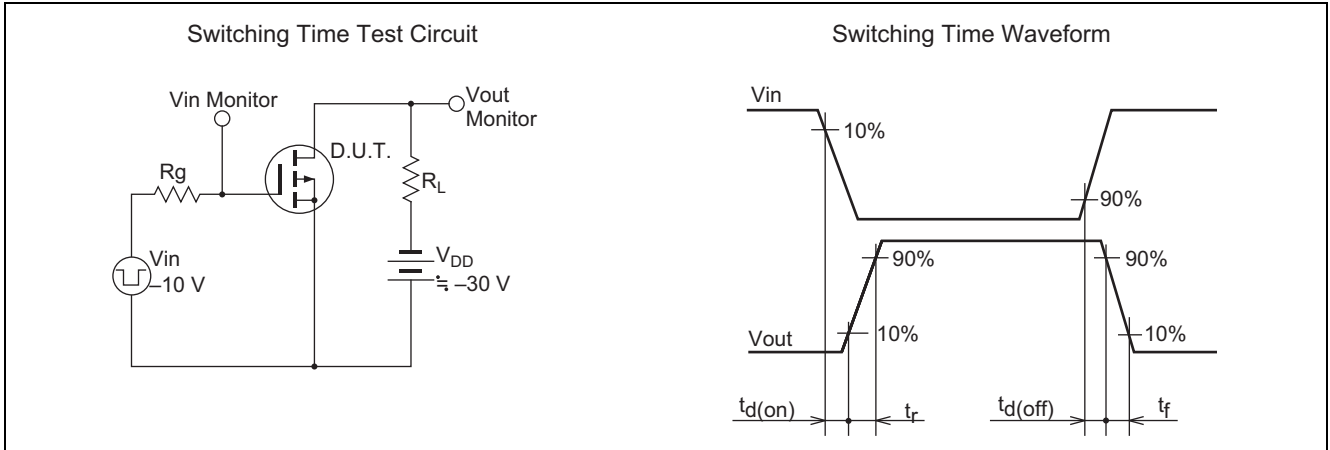 Switching Time Test Circuit
Vin Monitor
Vout
Monitor
D.U.T.
Rg
RL
Vin
–10 V
VDD
≒ –30 V
Switching Time Waveform
Vin
10%
90%
90%
90%
10%
10%
Vout
td(on)
tr
td(off)
tf